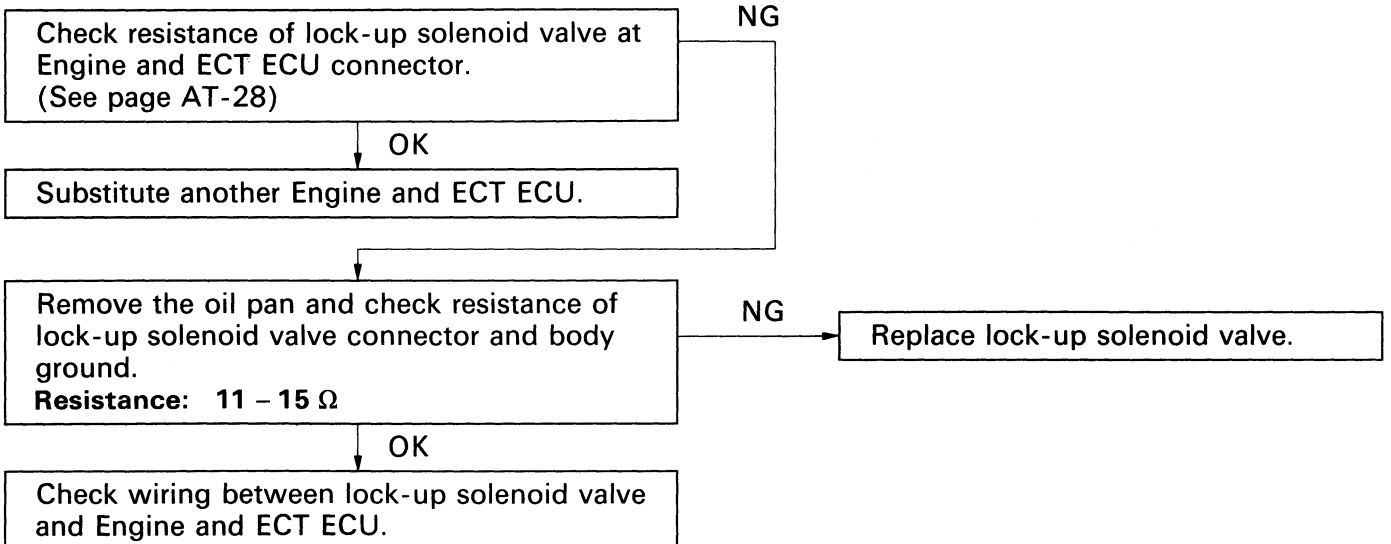 NG
Check resistance of lock-up solenoid valve at
Engine and ECT ECU connector.
(See page AT-28)
OK
Substitute another Engine and ECT ECU.
Remove the oil pan and check resistance of
lock-up solenoid valve connector and body
ground.
Resistance: 11 – 15 Ω
NG
Replace lock-up solenoid valve.
OK
Check wiring between lock-up solenoid valve
and Engine and ECT ECU.